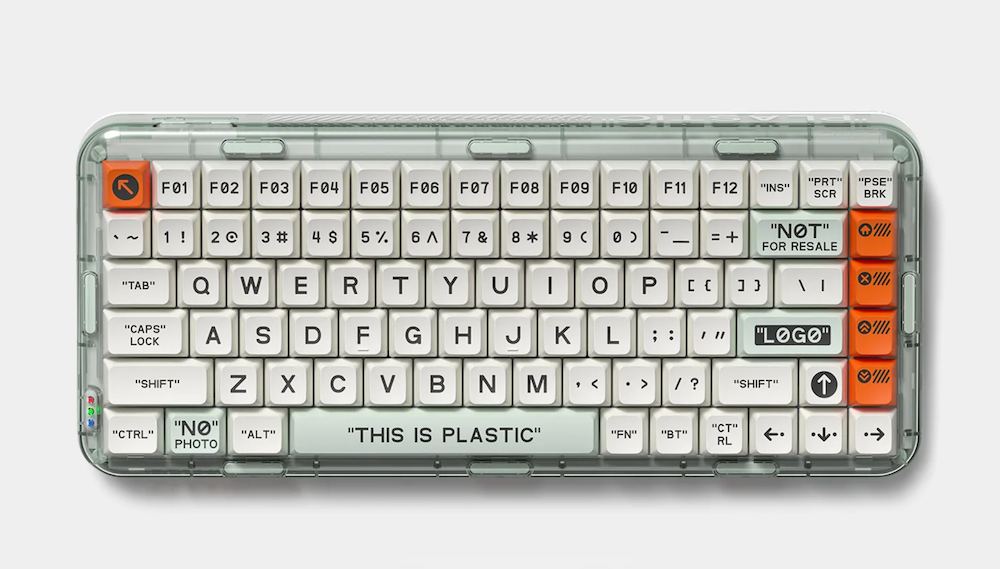 F01 F02 F03 F04 F05 F06 F07 F08 F09 F10 F11 F12 "INS" "PRT" "PSE"
SCR BRK
` ~ 1 ! 2 @ 3 # 4 $ 5 % 6 ^ 7 & 8 * 9 ( 0 ) - _ = + "NØT"
FOR RESALE
"TAB" Q W E R T Y U I O P [ { ] } \ |
"CAPS" A S D F G H J K L ; : ' " "LØGØ"
LOCK
"SHIFT" Z X C V B N M , < . > / ? "SHIFT" ↑
"CTRL" "NØ" "ALT" "THIS IS PLASTIC" "FN" "BT" "CT" ← ↓ →
PHOTO RL